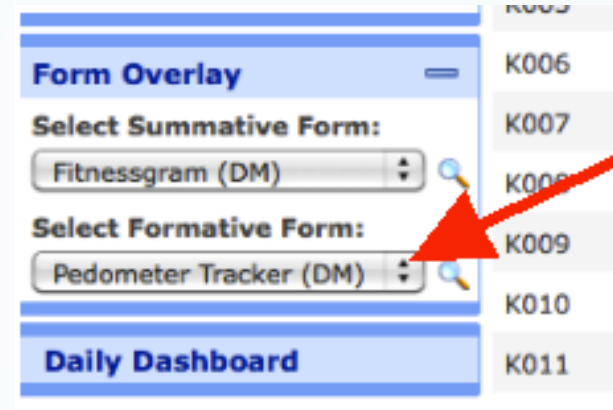 Form Overlay
Select Summative Form:
Fitnessgram (DM)
Select Formative Form:
Pedometer Tracker (DM)
Daily Dashboard
K006
K007
K009
K010
K011